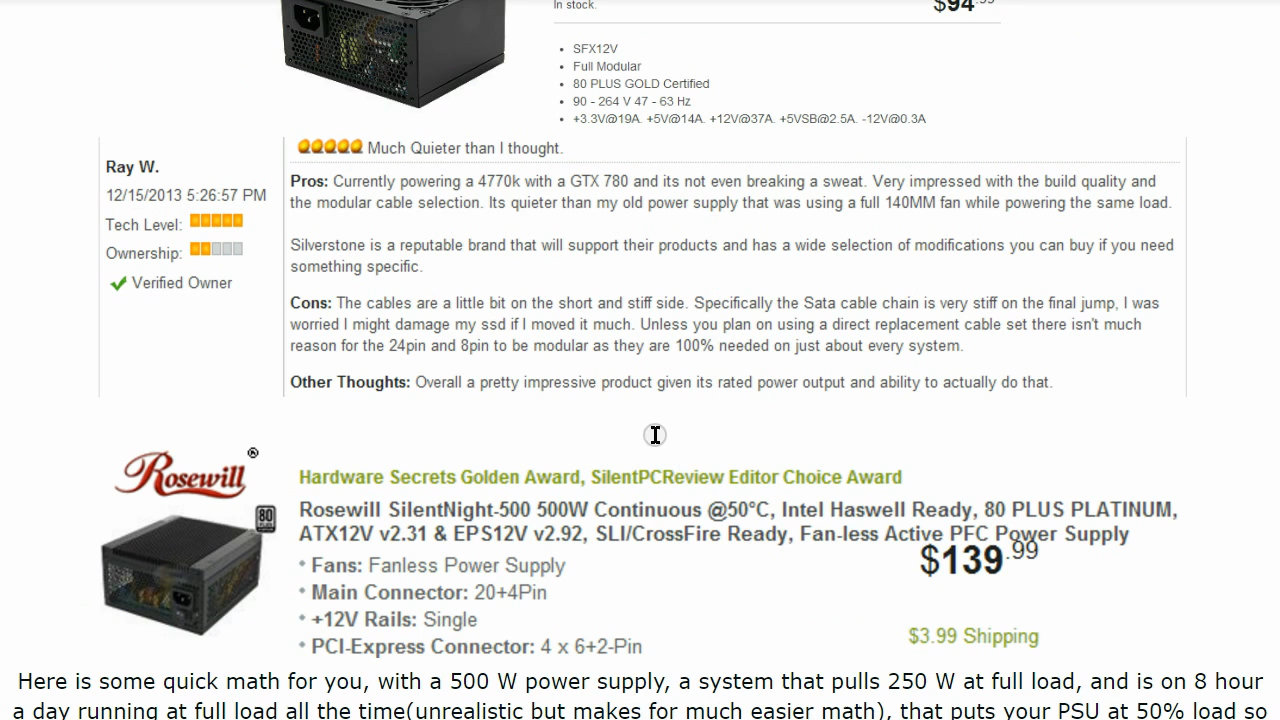 In stock.
$94.99
• SFX12V
• Full Modular
• 80 PLUS GOLD Certified
• 90 - 264 V 47 - 63 Hz
• +3.3V@19A. +5V@14A. +12V@37A. +5VSB@2.5A. -12V@0.3A
Much Quieter than I thought.
Ray W.
12/15/2013 5:26:57 PM
Tech Level:
Ownership:
Verified Owner
Pros: Currently powering a 4770k with a GTX 780 and its not even breaking a sweat. Very impressed with the build quality and
the modular cable selection. Its quieter than my old power supply that was using a full 140MM fan while powering the same load.
Silverstone is a reputable brand that will support their products and has a wide selection of modifications you can buy if you need
something specific.
Cons: The cables are a little bit on the short and stiff side. Specifically the Sata cable chain is very stiff on the final jump, I was
worried I might damage my ssd if I moved it much. Unless you plan on using a direct replacement cable set there isn't much
reason for the 24pin and 8pin to be modular as they are 100% needed on just about every system.
Other Thoughts: Overall a pretty impressive product given its rated power output and ability to actually do that.
Rosewill ®
80
Hardware Secrets Golden Award, SilentPCReview Editor Choice Award
Rosewill SilentNight-500 500W Continuous @50°C, Intel Haswell Ready, 80 PLUS PLATINUM,
ATX12V v2.31 & EPS12V v2.92, SLI/CrossFire Ready, Fan-less Active PFC Power Supply
$139.99
• Fans: Fanless Power Supply
• Main Connector: 20+4Pin
• +12V Rails: Single
• PCI-Express Connector: 4 x 6+2-Pin
$3.99 Shipping
Here is some quick math for you, with a 500 W power supply, a system that pulls 250 W at full load, and is on 8 hour
a day running at full load all the time(unrealistic but makes for much easier math), that puts your PSU at 50% load so